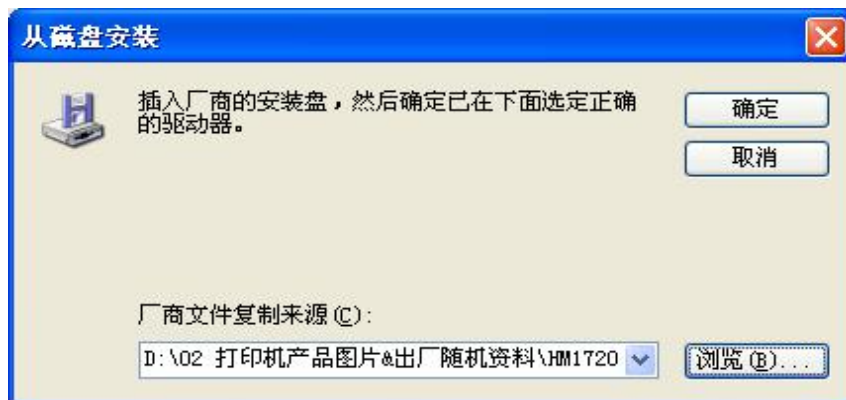 从磁盘安装
插入厂商的安装盘，然后确定已在下面选定正确
的驱动器。
确定
取消
厂商文件复制来源(C):
D:\02 打印机产品图片&出厂随机资料\HM1720
浏览(B)...